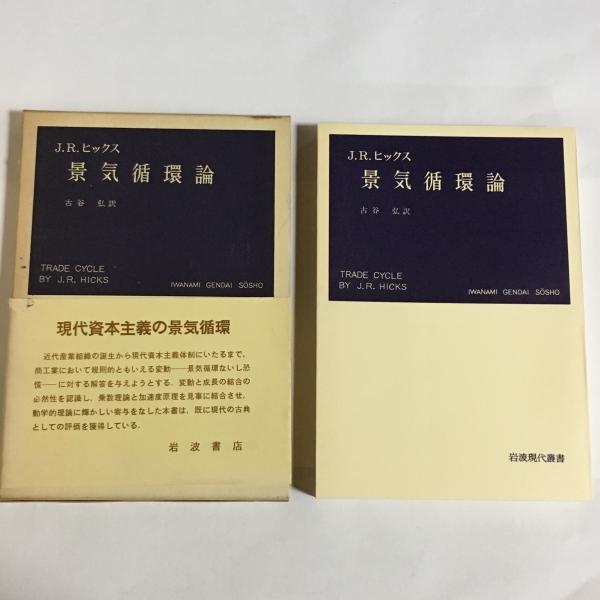 J.R.ヒックス
景気循環論
古谷 弘訳
TRADE CYCLE
BY J.R. HICKS
IWANAMI GENDAI SŌSHO
現代資本主義の景気循環
近代産業組織の誕生から現代資本主義体制にいたるまで、
商工業において規則的ともいえる変動——景気循環ないし恐
慌——に対する解答を与えようとする。変動と成長の結合の
必然性を認識し、乗数理論と加速度原理を見事に結合させ、
動学的理論に輝かしい寄与をなした本書は、既に現代の古典
としての評価を獲得している。
岩波書店
J.R.ヒックス
景気循環論
古谷 弘訳
TRADE CYCLE
BY J.R. HICKS
IWANAMI GENDAI SŌSHO
岩波現代叢書